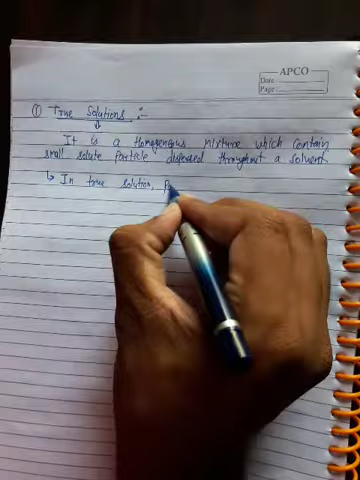 APCO
Date
Page
① True Solutions :-
↓
It is a Homogeneous mixture which contain
small solute particle dispersed throughout a solvent
↳ In true solution, P